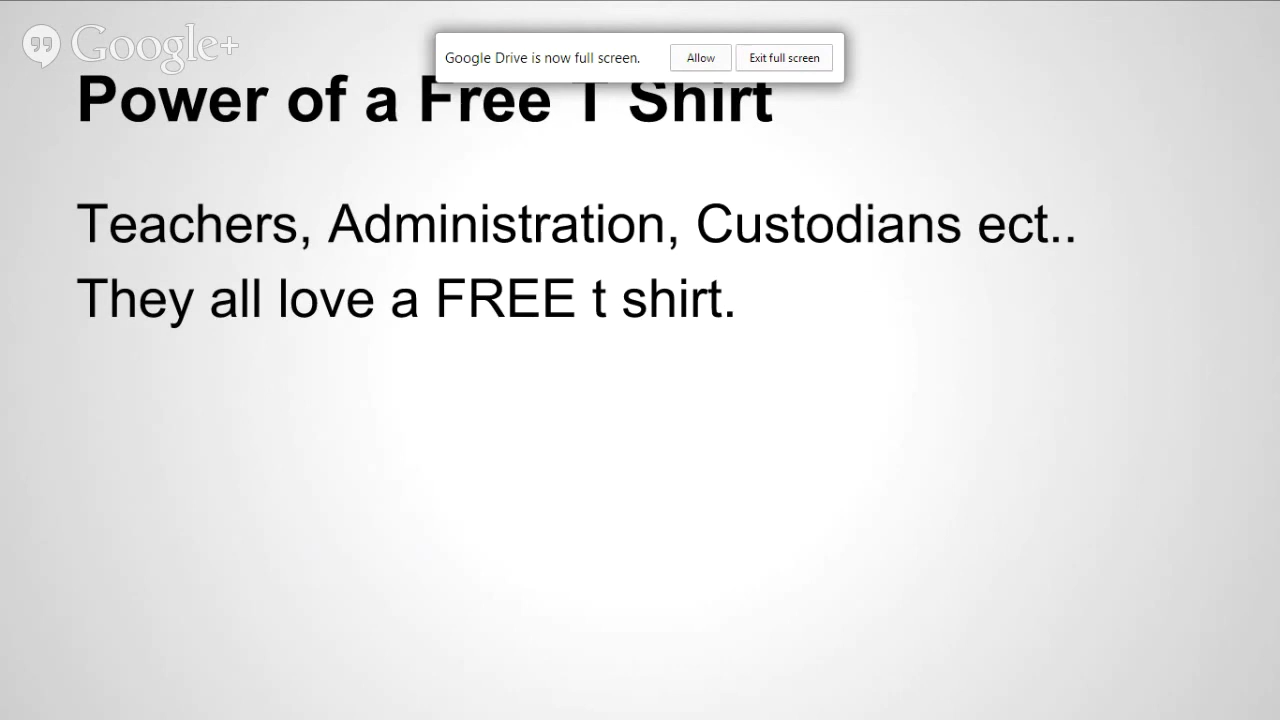 Google+
Google Drive is now full screen. Allow Exit full screen
Power of a Free T Shirt
Teachers, Administration, Custodians ect..
They all love a FREE t shirt.